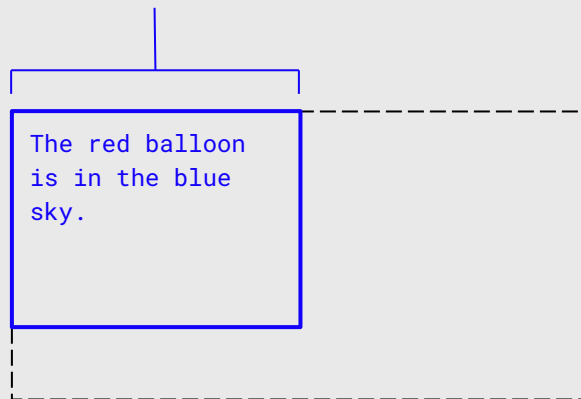 The red balloon
is in the blue
sky.